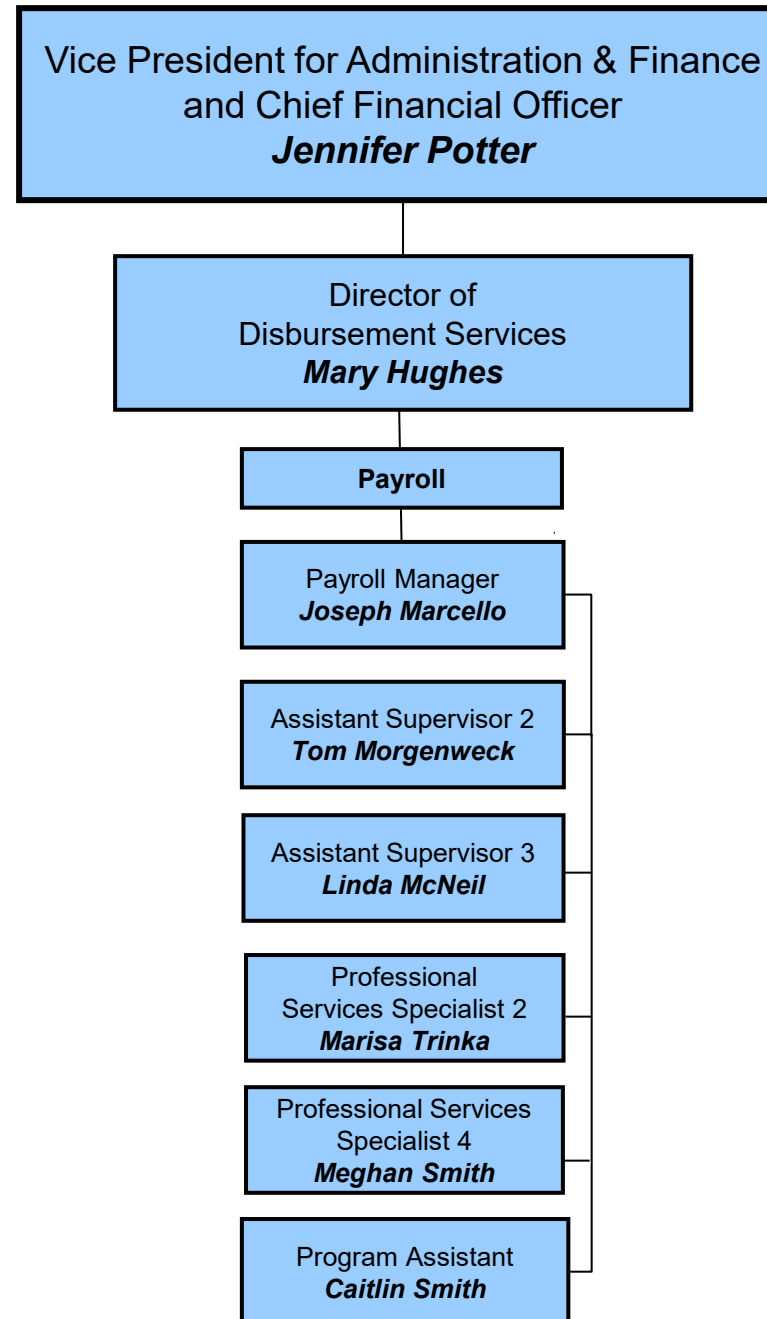 Vice President for Administration & Finance
and Chief Financial Officer
Jennifer Potter
Director of
Disbursement Services
Mary Hughes
Payroll
Payroll Manager
Joseph Marcello
Assistant Supervisor 2
Tom Morgenweck
Assistant Supervisor 3
Linda McNeil
Professional
Services Specialist 2
Marisa Trinka
Professional Services
Specialist 4
Meghan Smith
Program Assistant
Caitlin Smith